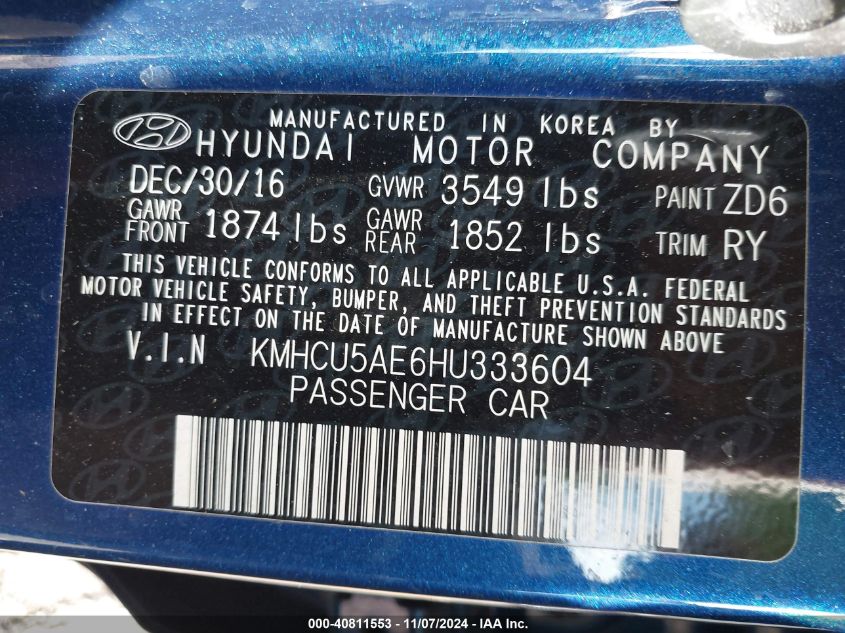 MANUFACTURED IN KOREA BY
HYUNDAI MOTOR COMPANY
DEC/30/16 GVWR 3549 lbs PAINT ZD6
GAWR FRONT 1874 lbs GAWR REAR 1852 lbs TRIM RY
THIS VEHICLE CONFORMS TO ALL APPLICABLE U.S.A. FEDERAL
MOTOR VEHICLE SAFETY, BUMPER, AND THEFT PREVENTION STANDARDS
IN EFFECT ON THE DATE OF MANUFACTURE SHOWN ABOVE
V.I.N KMHCU5AE6HU333604
PASSENGER CAR
000-40811553 - 11/07/2024 - IAA Inc.